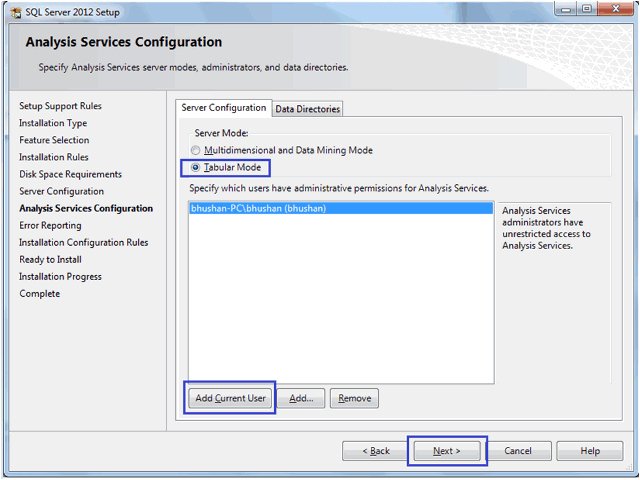 SQL Server 2012 Setup
Analysis Services Configuration
Specify Analysis Services server modes, administrators, and data directories.
Setup Support Rules
Installation Type
Feature Selection
Installation Rules
Disk Space Requirements
Server Configuration
Analysis Services Configuration
Error Reporting
Installation Configuration Rules
Ready to Install
Installation Progress
Complete
Server Configuration
Data Directories
Server Mode:
Multidimensional and Data Mining Mode
Tabular Mode
Specify which users have administrative permissions for Analysis Services.
bhushan-PC\bhushan (bhushan)
Analysis Services
administrators have
unrestricted access to
Analysis Services.
Add Current User
Add...
Remove
< Back
Next >
Cancel
Help